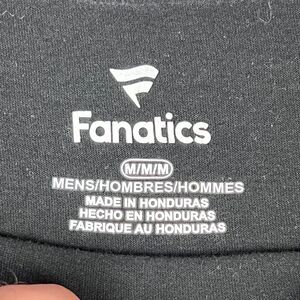 Fanatics
M/M/M
MENS/HOMBRES/HOMMES
MADE IN HONDURAS
HECHO EN HONDURAS
FABRIQUE AU HONDURAS